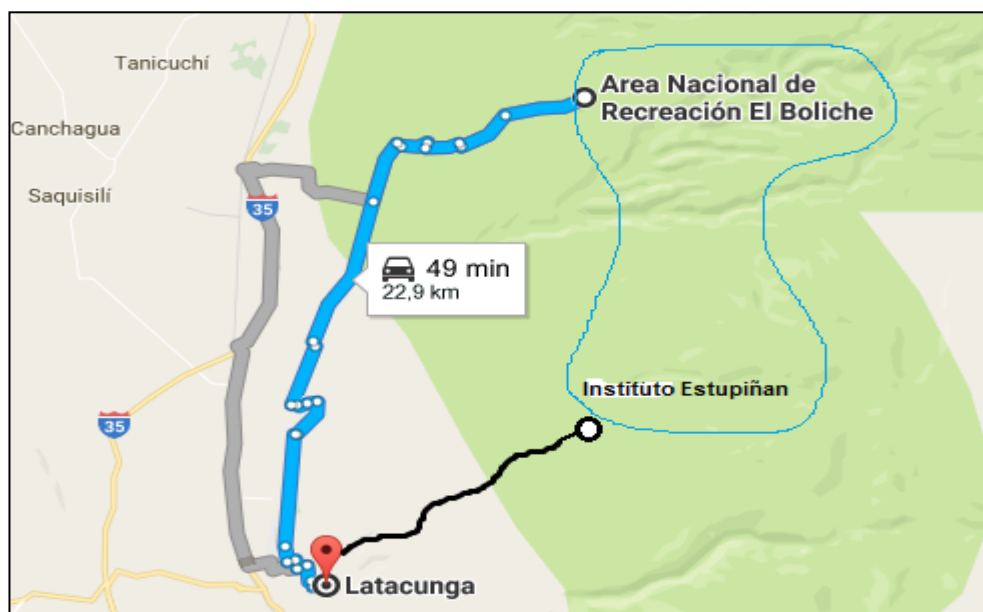 Tanicuchí
Area Nacional de
Recreación El Boliche
Canchagua
Saquisilí
35
49 min
22,9 km
Instituto Estupiñan
35
Latacunga